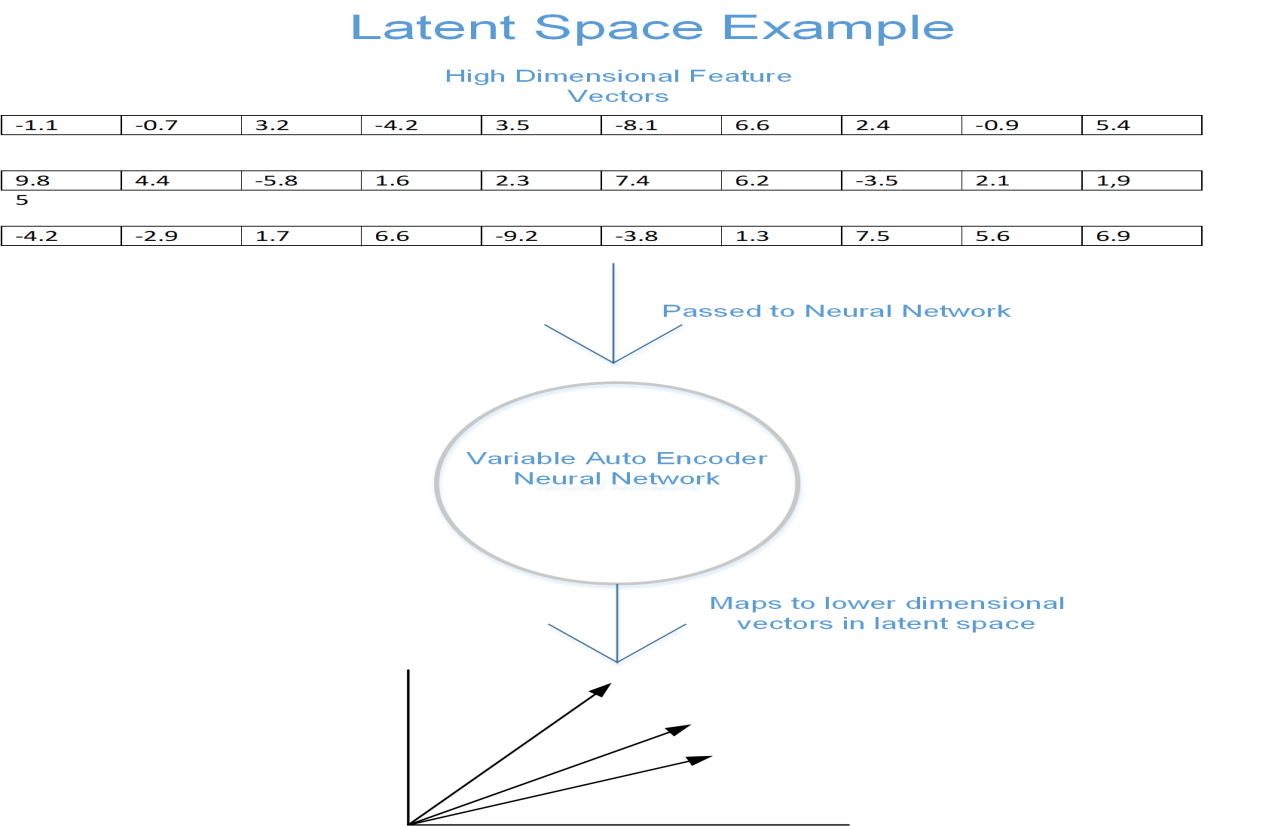 Latent Space Example
High Dimensional Feature
Vectors
-1.1 -0.7 3.2 -4.2 3.5 -8.1 6.6 2.4 -0.9 5.4
9.8 4.4 -5.8 1.6 2.3 7.4 6.2 -3.5 2.1 1,9
5
-4.2 -2.9 1.7 6.6 -9.2 -3.8 1.3 7.5 5.6 6.9
Passed to Neural Network
Variable Auto Encoder
Neural Network
Maps to lower dimensional
vectors in latent space